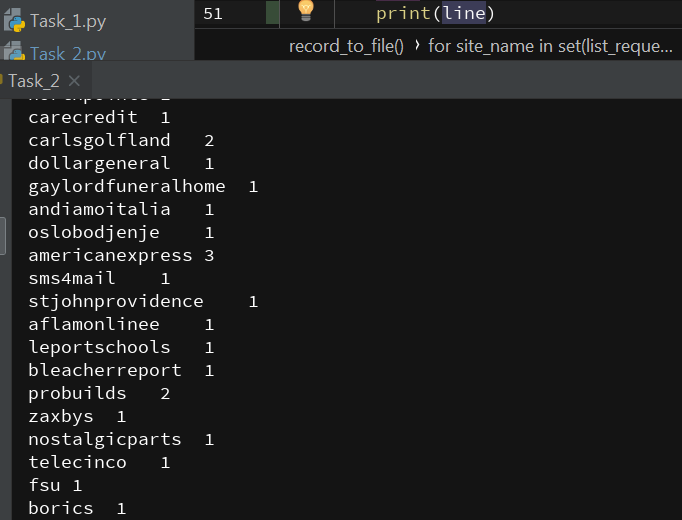 Task_1.py
Task_2.py
51 print(line)
record_to_file() › for site_name in set(list_reque...
Task_2 ×
carecredit 1
carlsgolfland 2
dollargeneral 1
gaylordfuneralhome 1
andiamoitalia 1
oslobodjenje 1
americanexpress 3
sms4mail 1
stjohnprovidence 1
aflamonlinee 1
leportschools 1
bleacherreport 1
probuilds 2
zaxbys 1
nostalgicparts 1
telecinco 1
fsu 1
borics 1